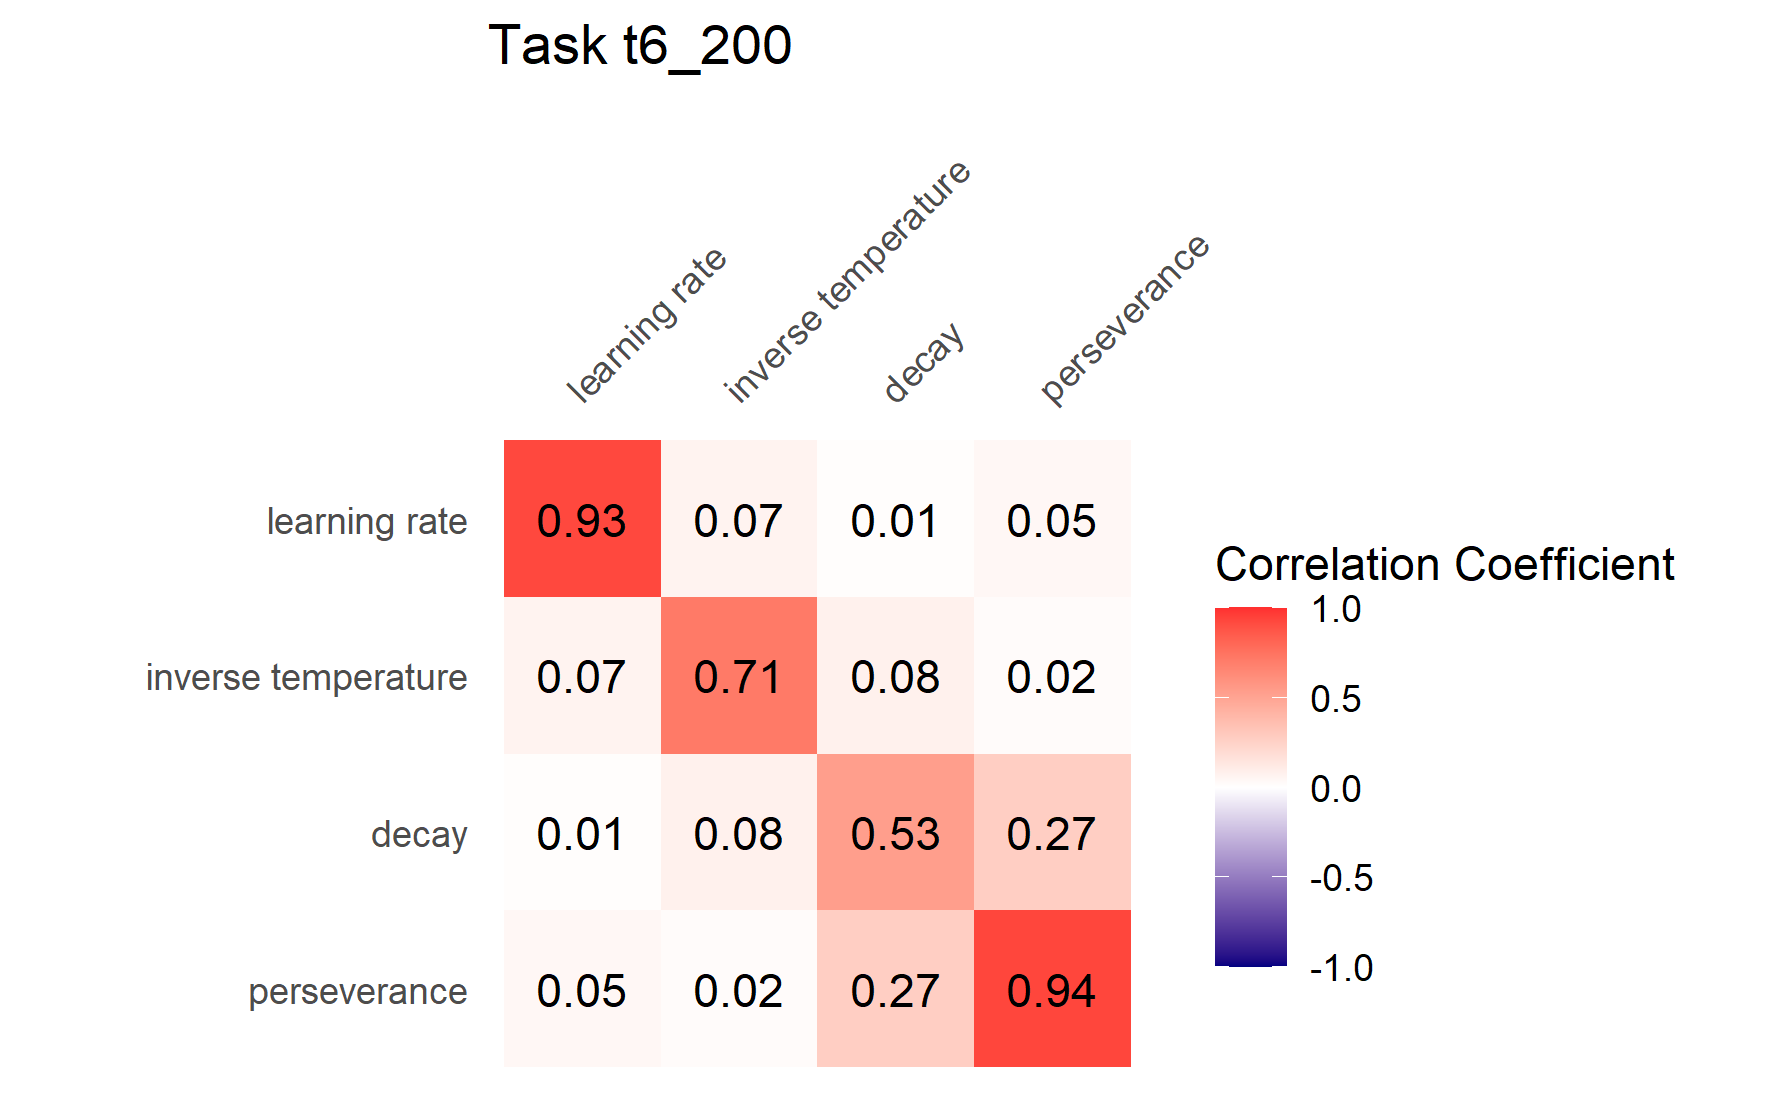 Task t6_200
learning rate
inverse temperature
decay
perseverance
learning rate 0.93 0.07 0.01 0.05
inverse temperature 0.07 0.71 0.08 0.02
decay 0.01 0.08 0.53 0.27
perseverance 0.05 0.02 0.27 0.94
Correlation Coefficient
1.0
0.5
0.0
-0.5
-1.0